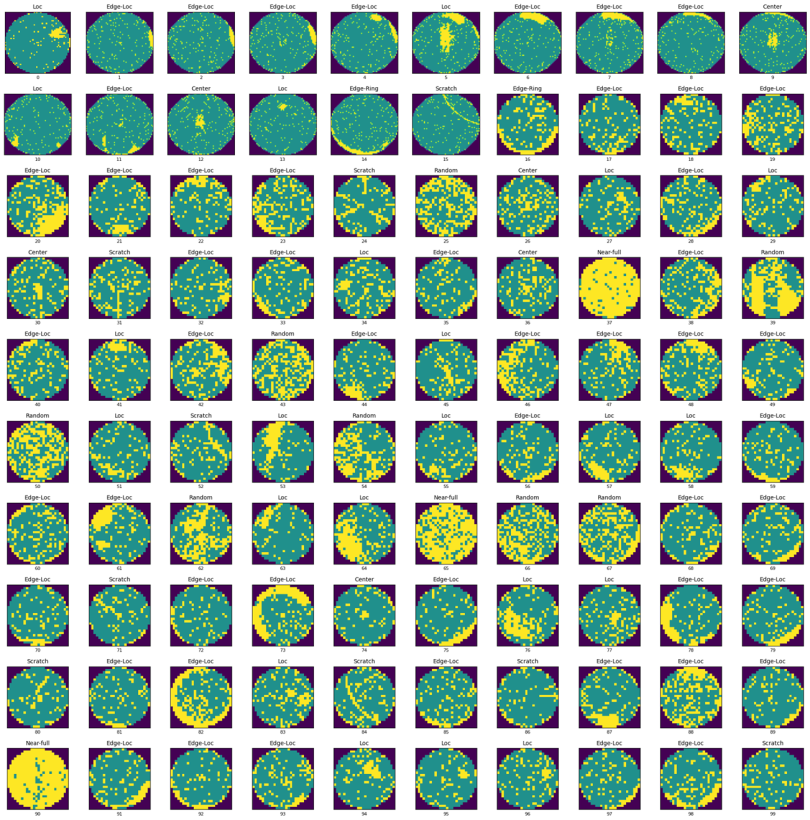 Loc Edge-Loc Edge-Loc Edge-Loc Edge-Loc Loc Edge-Loc Edge-Loc Edge-Loc Center
0 1 2 3 4 5 6 7 8 9
Loc Edge-Loc Center Loc Edge-Ring Scratch Edge-Ring Edge-Loc Edge-Loc Edge-Loc
10 11 12 13 14 15 16 17 18 19
Edge-Loc Edge-Loc Edge-Loc Edge-Loc Scratch Random Center Loc Edge-Loc Loc
20 21 22 23 24 25 26 27 28 29
Center Scratch Edge-Loc Edge-Loc Loc Edge-Loc Center Near-full Edge-Loc Random
30 31 32 33 34 35 36 37 38 39
Edge-Loc Loc Edge-Loc Random Edge-Loc Loc Edge-Loc Edge-Loc Edge-Loc Edge-Loc
40 41 42 43 44 45 46 47 48 49
Random Loc Scratch Loc Random Loc Edge-Loc Loc Loc Edge-Loc
50 51 52 53 54 55 56 57 58 59
Edge-Loc Edge-Loc Random Loc Loc Near-full Random Random Edge-Loc Edge-Loc
60 61 62 63 64 65 66 67 68 69
Edge-Loc Scratch Edge-Loc Edge-Loc Center Edge-Loc Loc Loc Edge-Loc Edge-Loc
70 71 72 73 74 75 76 77 78 79
Scratch Edge-Loc Edge-Loc Loc Scratch Edge-Loc Scratch Edge-Loc Edge-Loc Edge-Loc
80 81 82 83 84 85 86 87 88 89
Near-full Edge-Loc Edge-Loc Edge-Loc Loc Loc Loc Edge-Loc Edge-Loc Scratch
90 91 92 93 94 95 96 97 98 99